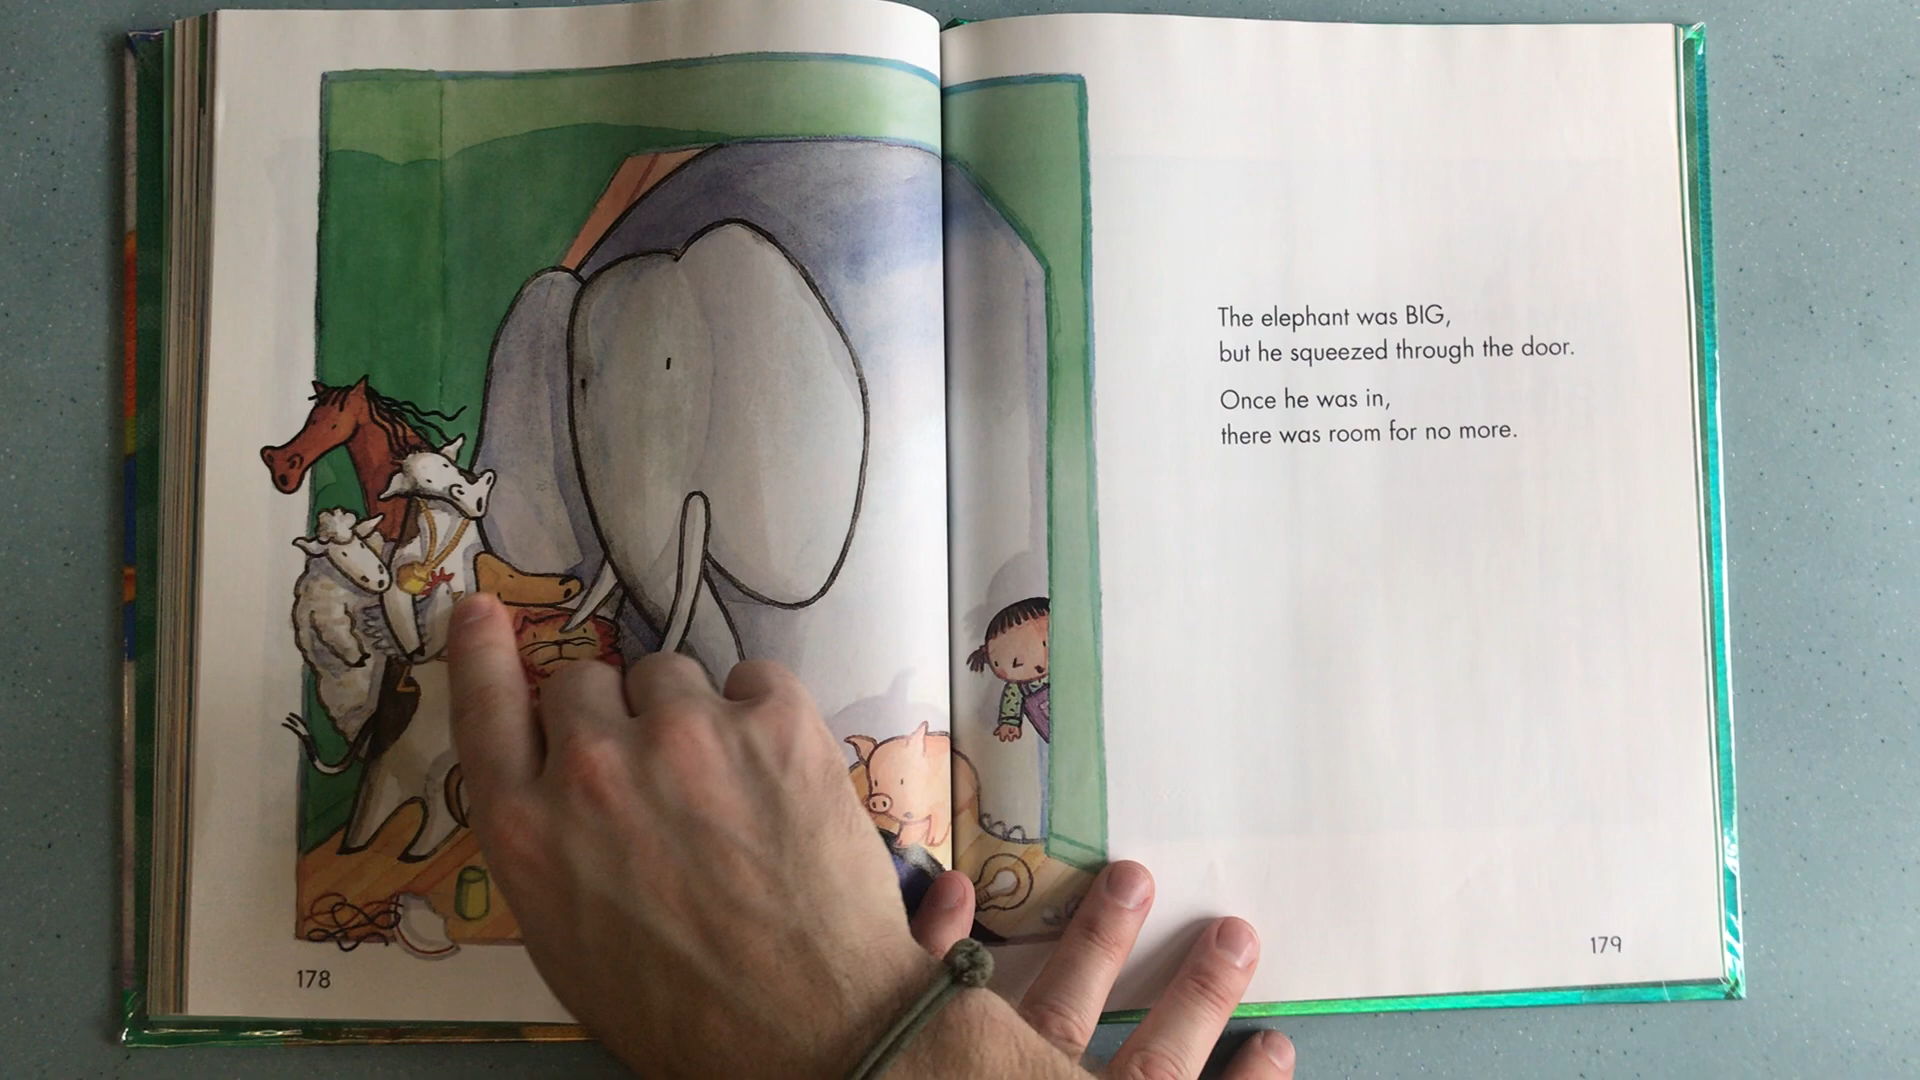 The elephant was BIG,
but he squeezed through the door.
Once he was in,
there was room for no more.
178
179